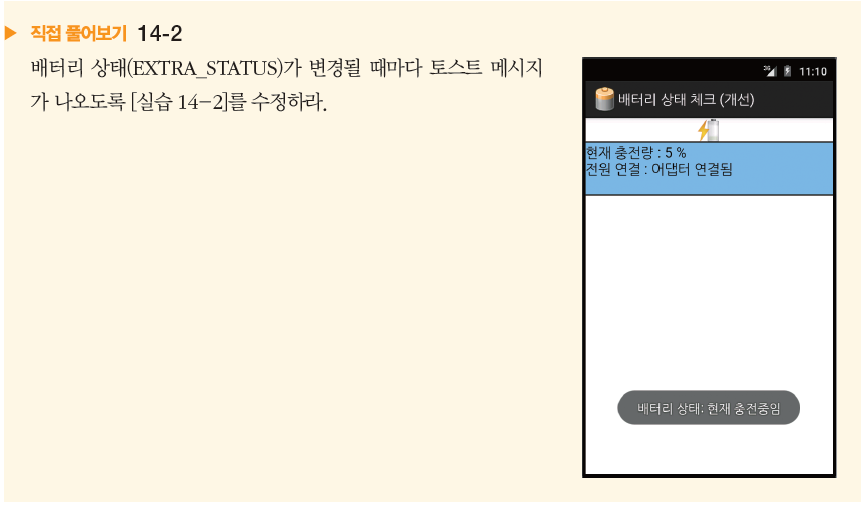 ▶ 직접 풀어보기 14-2
배터리 상태(EXTRA_STATUS)가 변경될 때마다 토스트 메시지
가 나오도록 [실습 14-2]를 수정하라.
3G 11:10
배터리 상태 체크 (개선)
현재 충전량 : 5 %
전원 연결 : 어댑터 연결됨
배터리 상태: 현재 충전중임